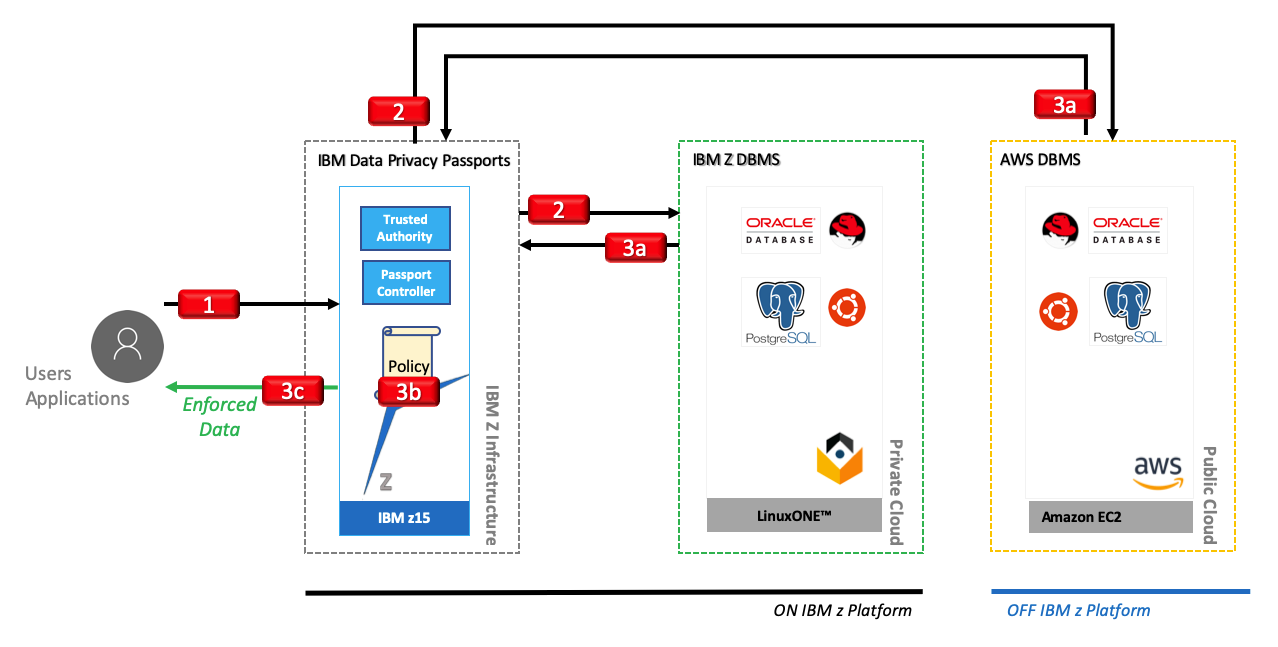 2
3a
IBM Data Privacy Passports
Trusted
Authority
Passport
Controller
Policy
3b
Z
IBM z15
IBM Z Infrastructure
1
3c
Users
Applications
Enforced
Data
2
3a
IBM Z DBMS
ORACLE
DATABASE
PostgreSQL
LinuxONE™
Private Cloud
AWS DBMS
ORACLE
DATABASE
PostgreSQL
aws
Amazon EC2
Public Cloud
ON IBM z Platform
OFF IBM z Platform